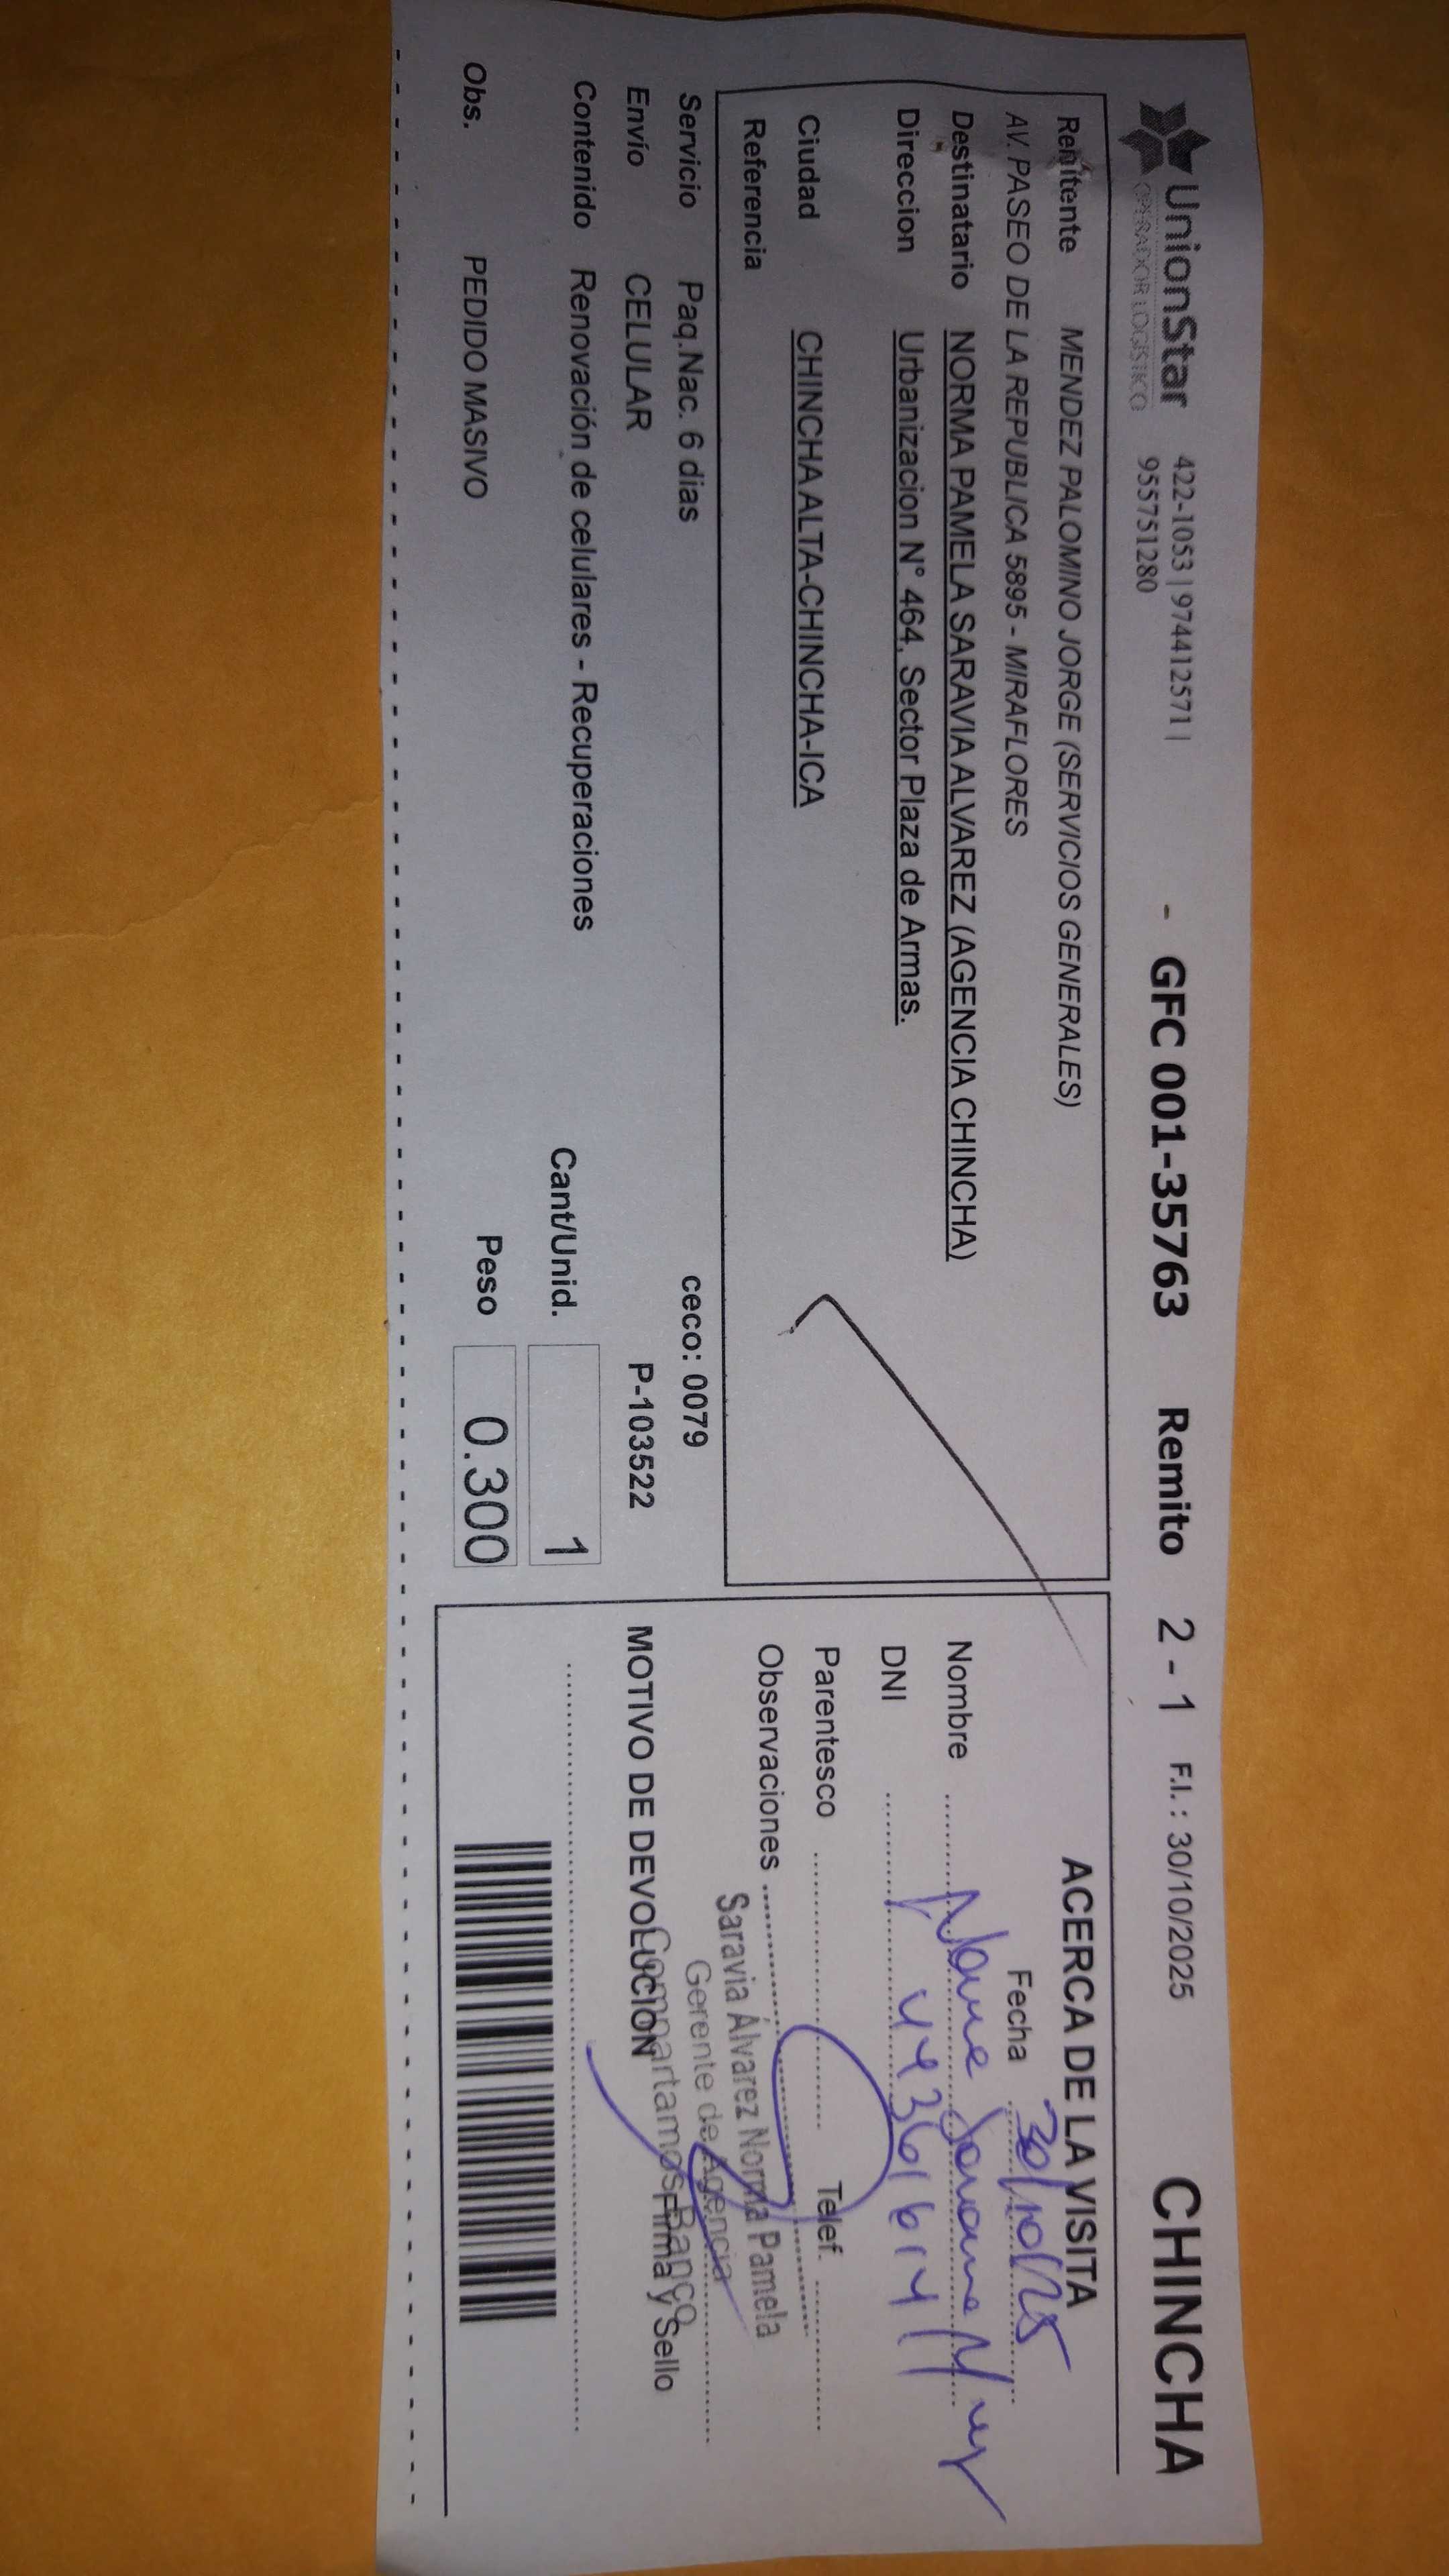 UnionStar
OPERADOR LOGISTICO
422-1053 | 974412571 |
955751280
- GFC 001-35763 Remito 2 - 1 F.I. : 30/10/2025 CHINCHA
Remitente MENDEZ PALOMINO JORGE (SERVICIOS GENERALES)
AV. PASEO DE LA REPUBLICA 5895 - MIRAFLORES
Destinatario NORMA PAMELA SARAVIA ALVAREZ (AGENCIA CHINCHA)
Direccion Urbanizacion N° 464, Sector Plaza de Armas.
Ciudad CHINCHA ALTA-CHINCHA-ICA
Referencia
Servicio Paq.Nac. 6 dias ceco: 0079
Envío CELULAR P-103522
Contenido Renovación de celulares - Recuperaciones Cant/Unid. 1
Obs. PEDIDO MASIVO Peso 0.300
ACERCA DE LA VISITA
Fecha 30/10/25
Nombre
DNI 44361614
Parentesco Telef.
Observaciones
Saravia Álvarez Norma Pamela
Gerente de Agencia
Compartamos Banco
MOTIVO DE DEVOLUCION Firma y Sello